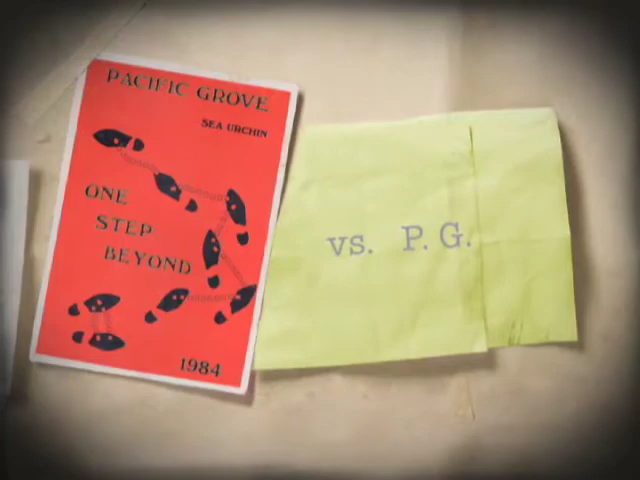 PACIFIC GROVE
SEA URCHIN
ONE
STEP
BEYOND
1984
vs. P.G.